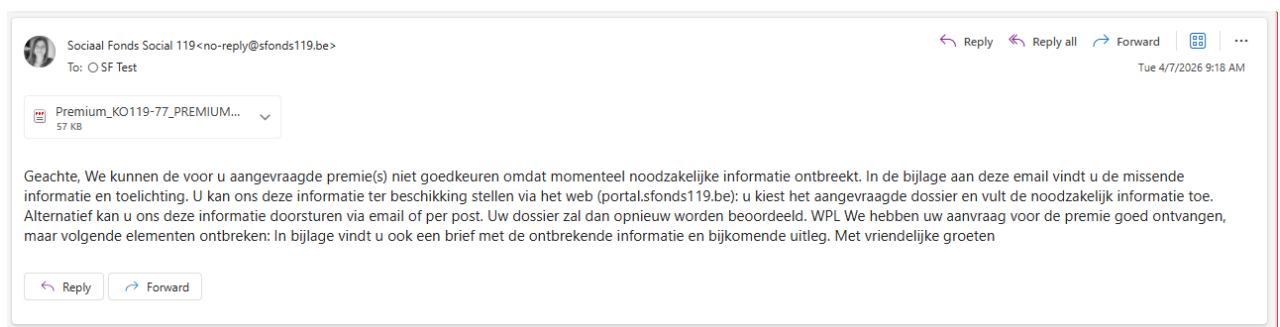 Sociaal Fonds Social 119<no-reply@sfonds119.be>
Reply Reply all Forward ...
To: SF Test
Tue 4/7/2026 9:18 AM
Premium_KO119-77_PREMIUM...
57 KB
Geachte, We kunnen de voor u aangevraagde premie(s) niet goedkeuren omdat momenteel noodzakelijke informatie ontbreekt. In de bijlage aan deze email vindt u de missende
informatie en toelichting. U kan ons deze informatie ter beschikking stellen via het web (portal.sfonds119.be): u kiest het aangevraagde dossier en vult de noodzakelijk informatie toe.
Alternatief kan u ons deze informatie doorsturen via email of per post. Uw dossier zal dan opnieuw worden beoordeeld. WPL We hebben uw aanvraag voor de premie goed ontvangen,
maar volgende elementen ontbreken: In bijlage vindt u ook een brief met de ontbrekende informatie en bijkomende uitleg. Met vriendelijke groeten
Reply Forward